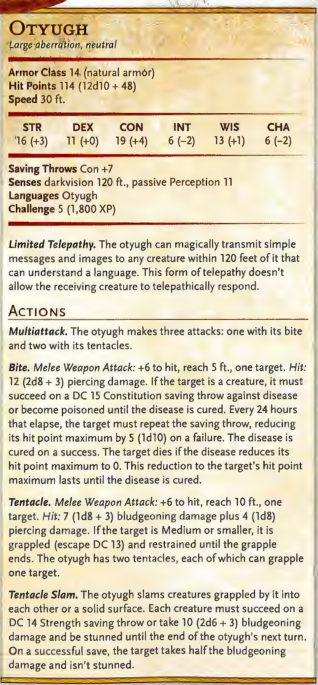 OTYUGH
Large aberration, neutral
Armor Class 14 (natural armor)
Hit Points 114 (12d10 + 48)
Speed 30 ft.
STR DEX CON INT WIS CHA
16 (+3) 11 (+0) 19 (+4) 6 (−2) 13 (+1) 6 (−2)
Saving Throws Con +7
Senses darkvision 120 ft., passive Perception 11
Languages Otyugh
Challenge 5 (1,800 XP)
Limited Telepathy. The otyugh can magically transmit simple
messages and images to any creature within 120 feet of it that
can understand a language. This form of telepathy doesn't
allow the receiving creature to telepathically respond.
ACTIONS
Multiattack. The otyugh makes three attacks: one with its bite
and two with its tentacles.
Bite. Melee Weapon Attack: +6 to hit, reach 5 ft., one target. Hit:
12 (2d8 + 3) piercing damage. If the target is a creature, it must
succeed on a DC 15 Constitution saving throw against disease
or become poisoned until the disease is cured. Every 24 hours
that elapse, the target must repeat the saving throw, reducing
its hit point maximum by 5 (1d10) on a failure. The disease is
cured on a success. The target dies if the disease reduces its
hit point maximum to 0. This reduction to the target's hit point
maximum lasts until the disease is cured.
Tentacle. Melee Weapon Attack: +6 to hit, reach 10 ft., one
target. Hit: 7 (1d8 + 3) bludgeoning damage plus 4 (1d8)
piercing damage. If the target is Medium or smaller, it is
grappled (escape DC 13) and restrained until the grapple
ends. The otyugh has two tentacles, each of which can grapple
one target.
Tentacle Slam. The otyugh slams creatures grappled by it into
each other or a solid surface. Each creature must succeed on a
DC 14 Strength saving throw or take 10 (2d6 + 3) bludgeoning
damage and be stunned until the end of the otyugh's next turn.
On a successful save, the target takes half the bludgeoning
damage and isn't stunned.